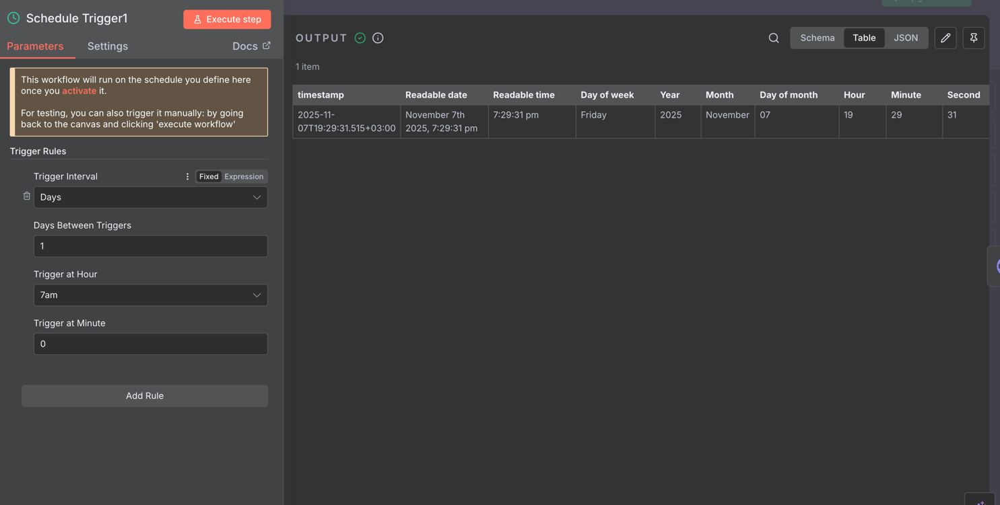 Schedule Trigger1
Execute step
Parameters
Settings
Docs
This workflow will run on the schedule you define here
once you activate it.
For testing, you can also trigger it manually: by going
back to the canvas and clicking 'execute workflow'
Trigger Rules
Trigger Interval
Fixed
Expression
Days
Days Between Triggers
1
Trigger at Hour
7am
Trigger at Minute
0
Add Rule
OUTPUT
Schema
Table
JSON
1 item
timestamp Readable date Readable time Day of week Year Month Day of month Hour Minute Second
2025-11- November 7th 7:29:31 pm Friday 2025 November 07 19 29 31
07T19:29:31.515+03:00 2025, 7:29:31 pm